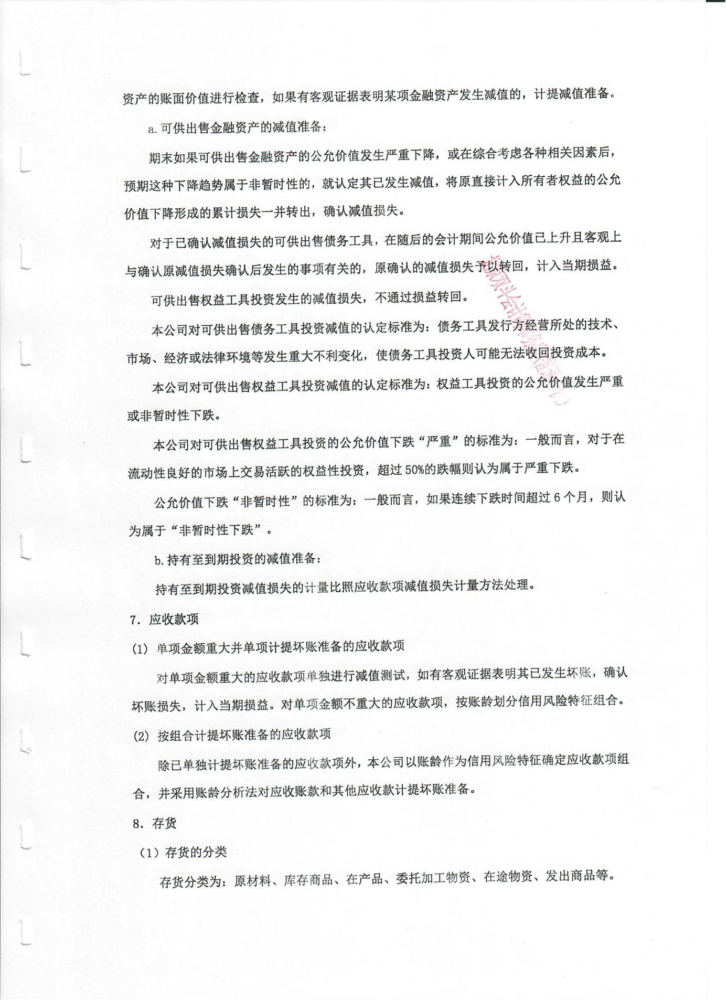 资产的账面价值进行检查，如果有客观证据表明某项金融资产发生减值的，计提减值准备。
a.可供出售金融资产的减值准备：
期末如果可供出售金融资产的公允价值发生严重下降，或在综合考虑各种相关因素后，
预期这种下降趋势属于非暂时性的，就认定其已发生减值，将原直接计入所有者权益的公允
价值下降形成的累计损失一并转出，确认减值损失。
对于已确认减值损失的可供出售债务工具，在随后的会计期间公允价值已上升且客观上
与确认原减值损失确认后发生的事项有关的，原确认的减值损失予以转回，计入当期损益。
可供出售权益工具投资发生的减值损失，不通过损益转回。
本公司对可供出售债务工具投资减值的认定标准为：债务工具发行方经营所处的技术、
市场、经济或法律环境等发生重大不利变化，使债务工具投资人可能无法收回投资成本。
本公司对可供出售权益工具投资减值的认定标准为：权益工具投资的公允价值发生严重
或非暂时性下跌。
本公司对可供出售权益工具投资的公允价值下跌“严重”的标准为：一般而言，对于在
流动性良好的市场上交易活跃的权益性投资，超过50%的跌幅则认为属于严重下跌。
公允价值下跌“非暂时性”的标准为：一般而言，如果连续下跌时间超过6个月，则认
为属于“非暂时性下跌”。
b.持有至到期投资的减值准备：
持有至到期投资减值损失的计量比照应收款项减值损失计量方法处理。
7．应收款项
(1) 单项金额重大并单项计提坏账准备的应收款项
对单项金额重大的应收款项单独进行减值测试，如有客观证据表明其已发生坏账，确认
坏账损失，计入当期损益。对单项金额不重大的应收款项，按账龄划分信用风险特征组合。
(2) 按组合计提坏账准备的应收款项
除已单独计提坏账准备的应收款项外，本公司以账龄作为信用风险特征确定应收款项组
合，并采用账龄分析法对应收账款和其他应收款计提坏账准备。
8．存货
（1）存货的分类
存货分类为：原材料、库存商品、在产品、委托加工物资、在途物资、发出商品等。